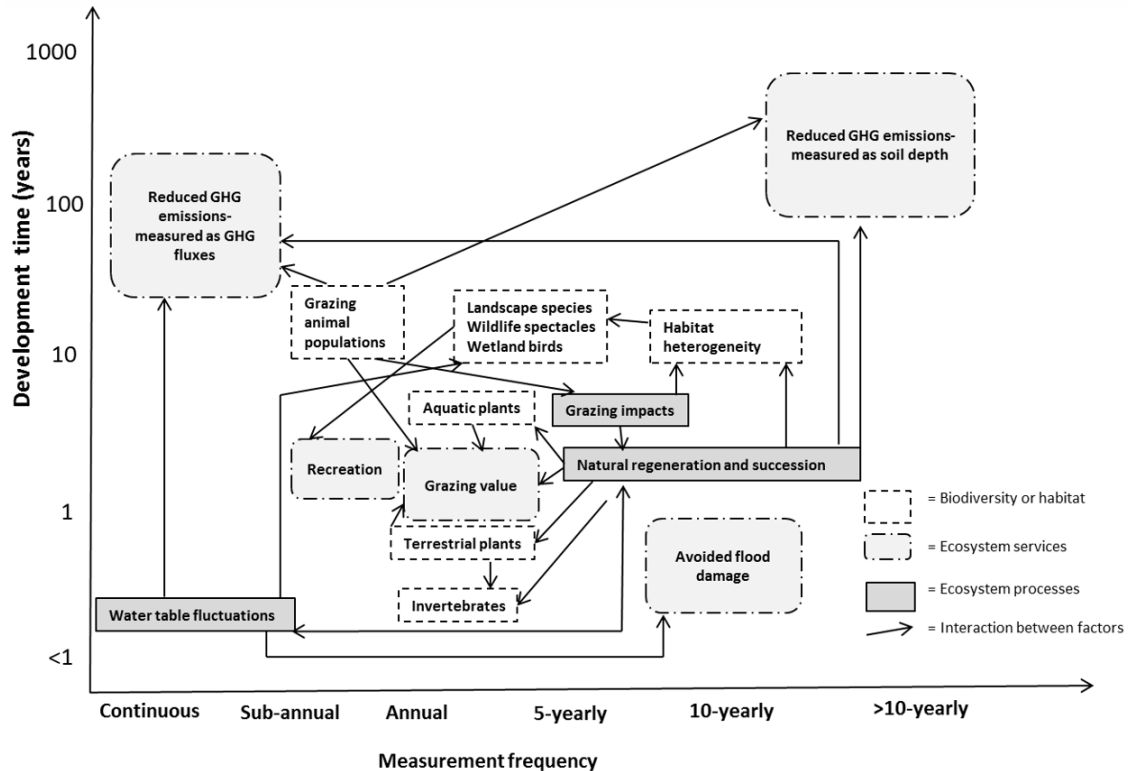 1000
Development time (years)
100
10
1
<1
Reduced GHG
emissions-
measured as GHG
fluxes
Reduced GHG emissions-
measured as soil depth
Grazing
animal
populations
Landscape species
Wildlife spectacles
Wetland birds
Habitat
heterogeneity
Aquatic plants
Grazing impacts
Recreation
Grazing value
Natural regeneration and succession
Terrestrial plants
Avoided flood
damage
Invertebrates
Water table fluctuations
= Biodiversity or habitat
= Ecosystem services
= Ecosystem processes
= Interaction between factors
Continuous
Sub-annual
Annual
5-yearly
10-yearly
>10-yearly
Measurement frequency